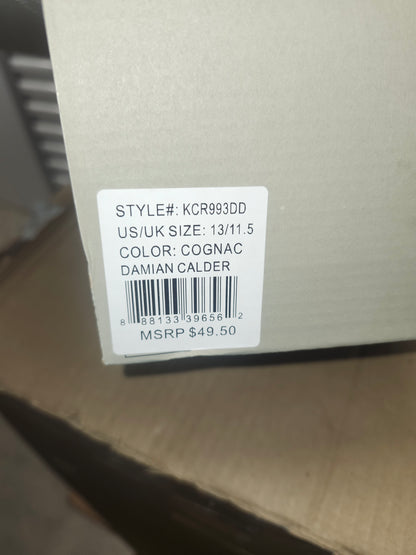 STYLE#: KCR993DD
US/UK SIZE: 13/11.5
COLOR: COGNAC
DAMIAN CALDER
8 88133 39656 2
MSRP $49.50